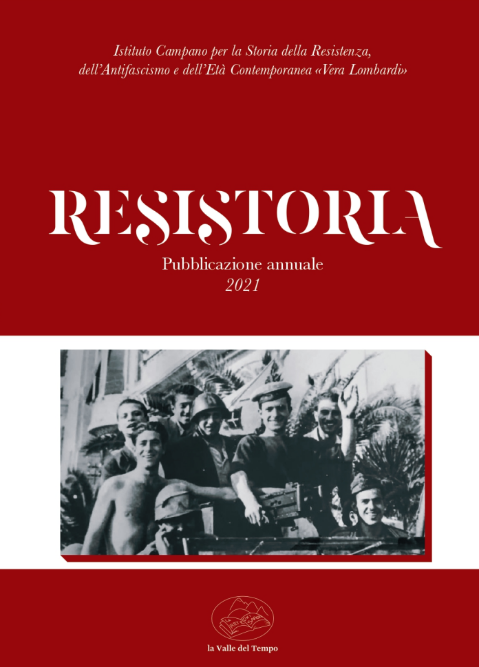 Istituto Campano per la Storia della Resistenza,
dell'Antifascismo e dell'Età Contemporanea «Vera Lombardi»
RESISTORIA
Pubblicazione annuale
2021
la Valle del Tempo